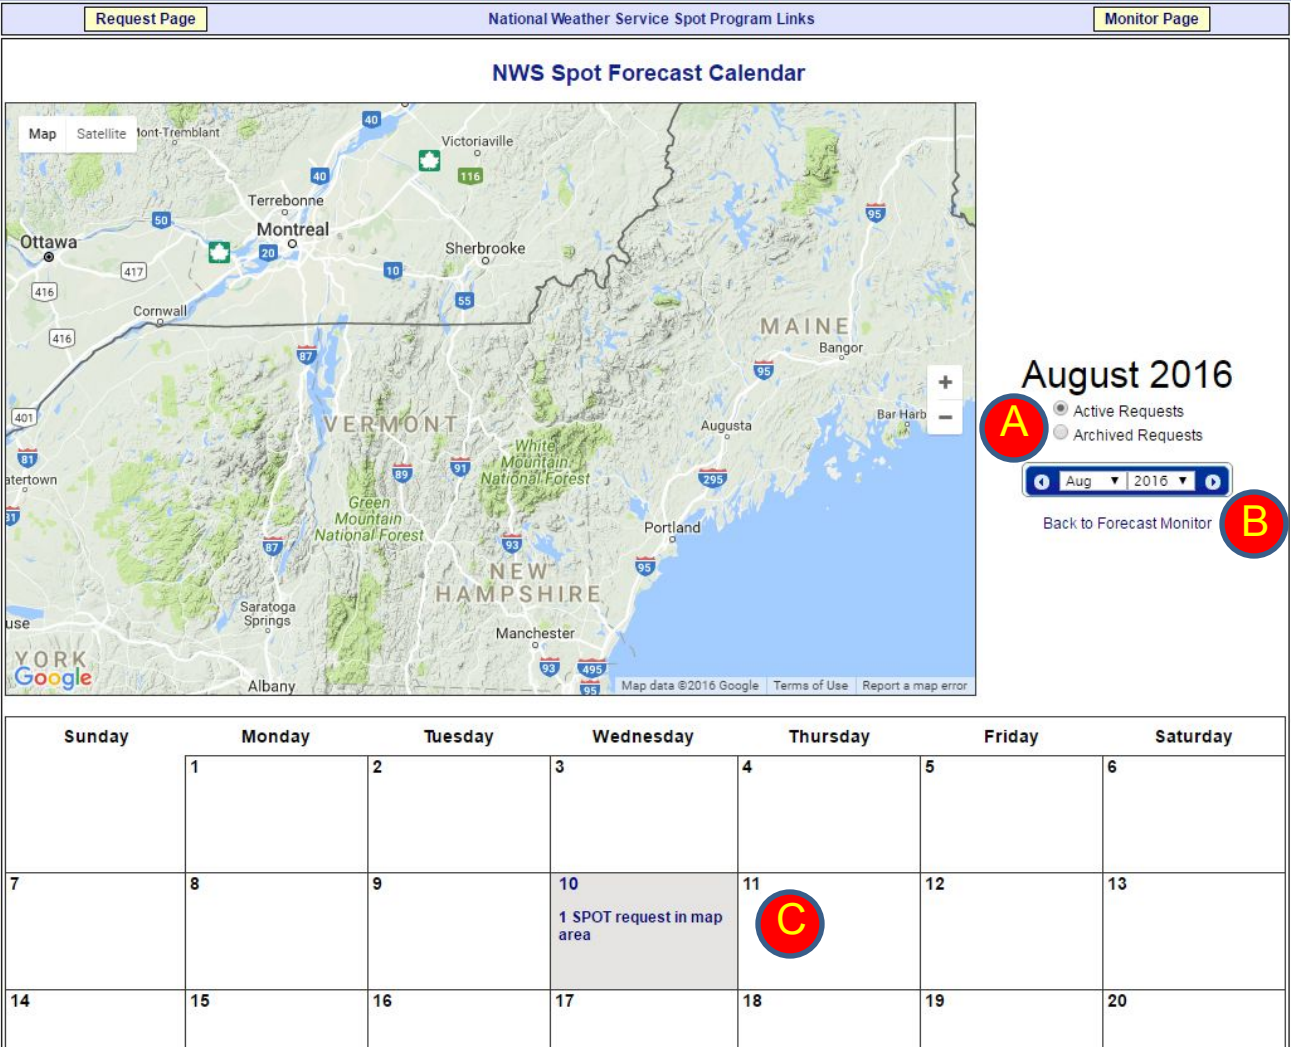 Request Page
National Weather Service Spot Program Links
Monitor Page
NWS Spot Forecast Calendar
Map
Satellite
Mont-Tremblant
40
Victoriaville
116
40
Terrebonne
50
Montreal
95
Ottawa
20
Sherbrooke
417
10
416
55
Cornwall
MAINE
416
87
Bangor
95
August 2016
+
−
401
VERMONT
Augusta
Bar Harb
A
Active Requests
Archived Requests
White
Mountain
National Forest
81
atertown
89
91
295
Aug
2016
Green
Mountain
National Forest
81
Portland
Back to Forecast Monitor
B
87
93
95
NEW
HAMPSHIRE
Saratoga
Springs
use
Manchester
YORK
Google
93
495
Albany
95
Map data ©2016 Google
Terms of Use
Report a map error
Sunday
Monday
Tuesday
Wednesday
Thursday
Friday
Saturday
1
2
3
4
5
6
7
8
9
10
1 SPOT request in map
area
11
C
12
13
14
15
16
17
18
19
20